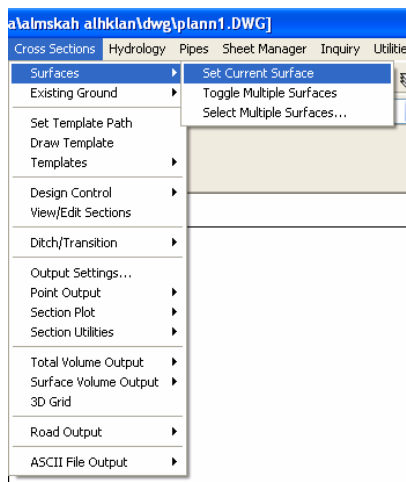 a\almskah alhklan\dwg\plann1.DWG]
Cross Sections Hydrology Pipes Sheet Manager Inquiry Utilitie
Surfaces
Set Current Surface
Existing Ground
Toggle Multiple Surfaces
Select Multiple Surfaces...
Set Template Path
Draw Template
Templates
Design Control
View/Edit Sections
Ditch/Transition
Output Settings...
Point Output
Section Plot
Section Utilities
Total Volume Output
Surface Volume Output
3D Grid
Road Output
ASCII File Output